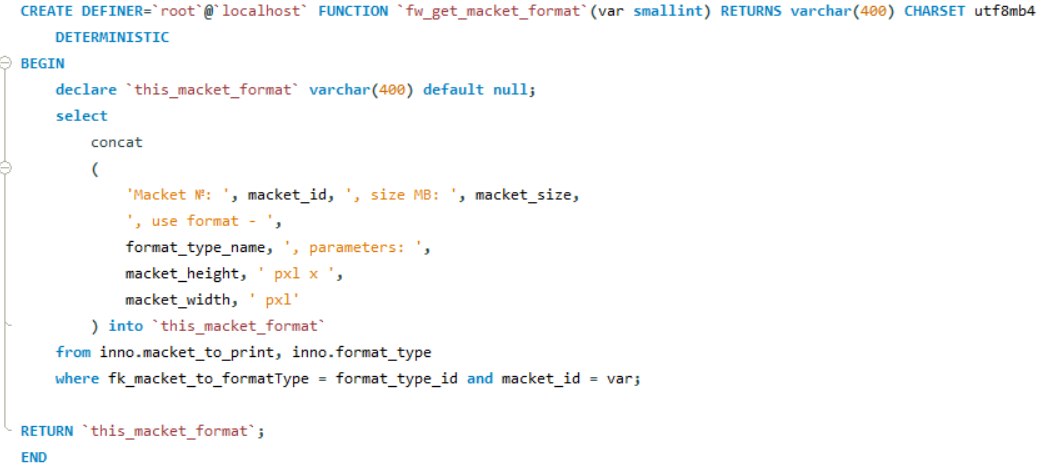 CREATE DEFINER=`root`@`localhost` FUNCTION `fw_get_macket_format`(var smallint) RETURNS varchar(400) CHARSET utf8mb4
    DETERMINISTIC
BEGIN
    declare `this_macket_format` varchar(400) default null;
    select
        concat
        (
            'Macket №: ', macket_id, ', size MB: ', macket_size,
            ', use format - ',
            format_type_name, ', parameters: ',
            macket_height, ' pxl x ',
            macket_width, ' pxl'
        ) into `this_macket_format`
    from inno.macket_to_print, inno.format_type
    where fk_macket_to_formatType = format_type_id and macket_id = var;
RETURN `this_macket_format`;
END